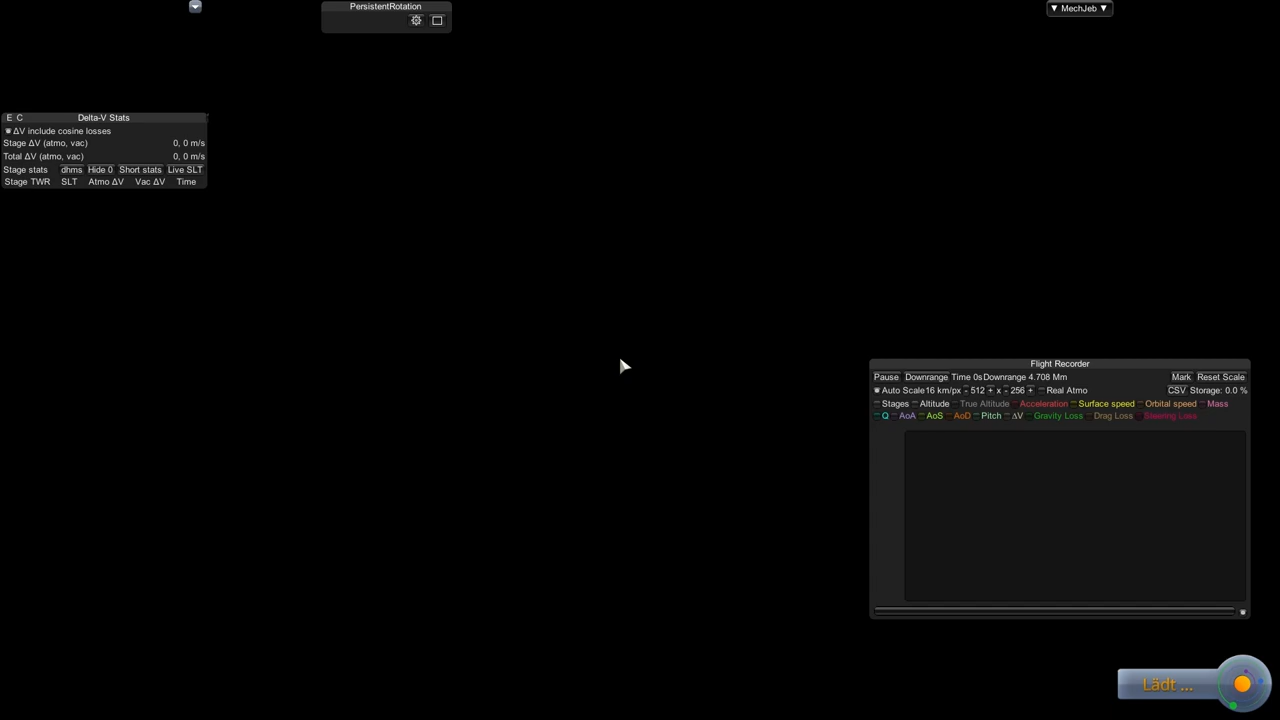 PersistentRotation
▼ MechJeb ▼
E C Delta-V Stats
ΔV include cosine losses
Stage ΔV (atmo, vac) 0, 0 m/s
Total ΔV (atmo, vac) 0, 0 m/s
Stage stats dhms Hide 0 Short stats Live SLT
Stage TWR SLT Atmo ΔV Vac ΔV Time
Flight Recorder
Pause Downrange Time 0s Downrange 4.708 Mm Mark Reset Scale
Auto Scale 16 km/px - 512 + x - 256 + Real Atmo CSV Storage: 0.0 %
Stages Altitude True Altitude Acceleration Surface speed Orbital speed Mass
Q AoA AoS AoD Pitch ΔV Gravity Loss Drag Loss Steering Loss
Lädt ...